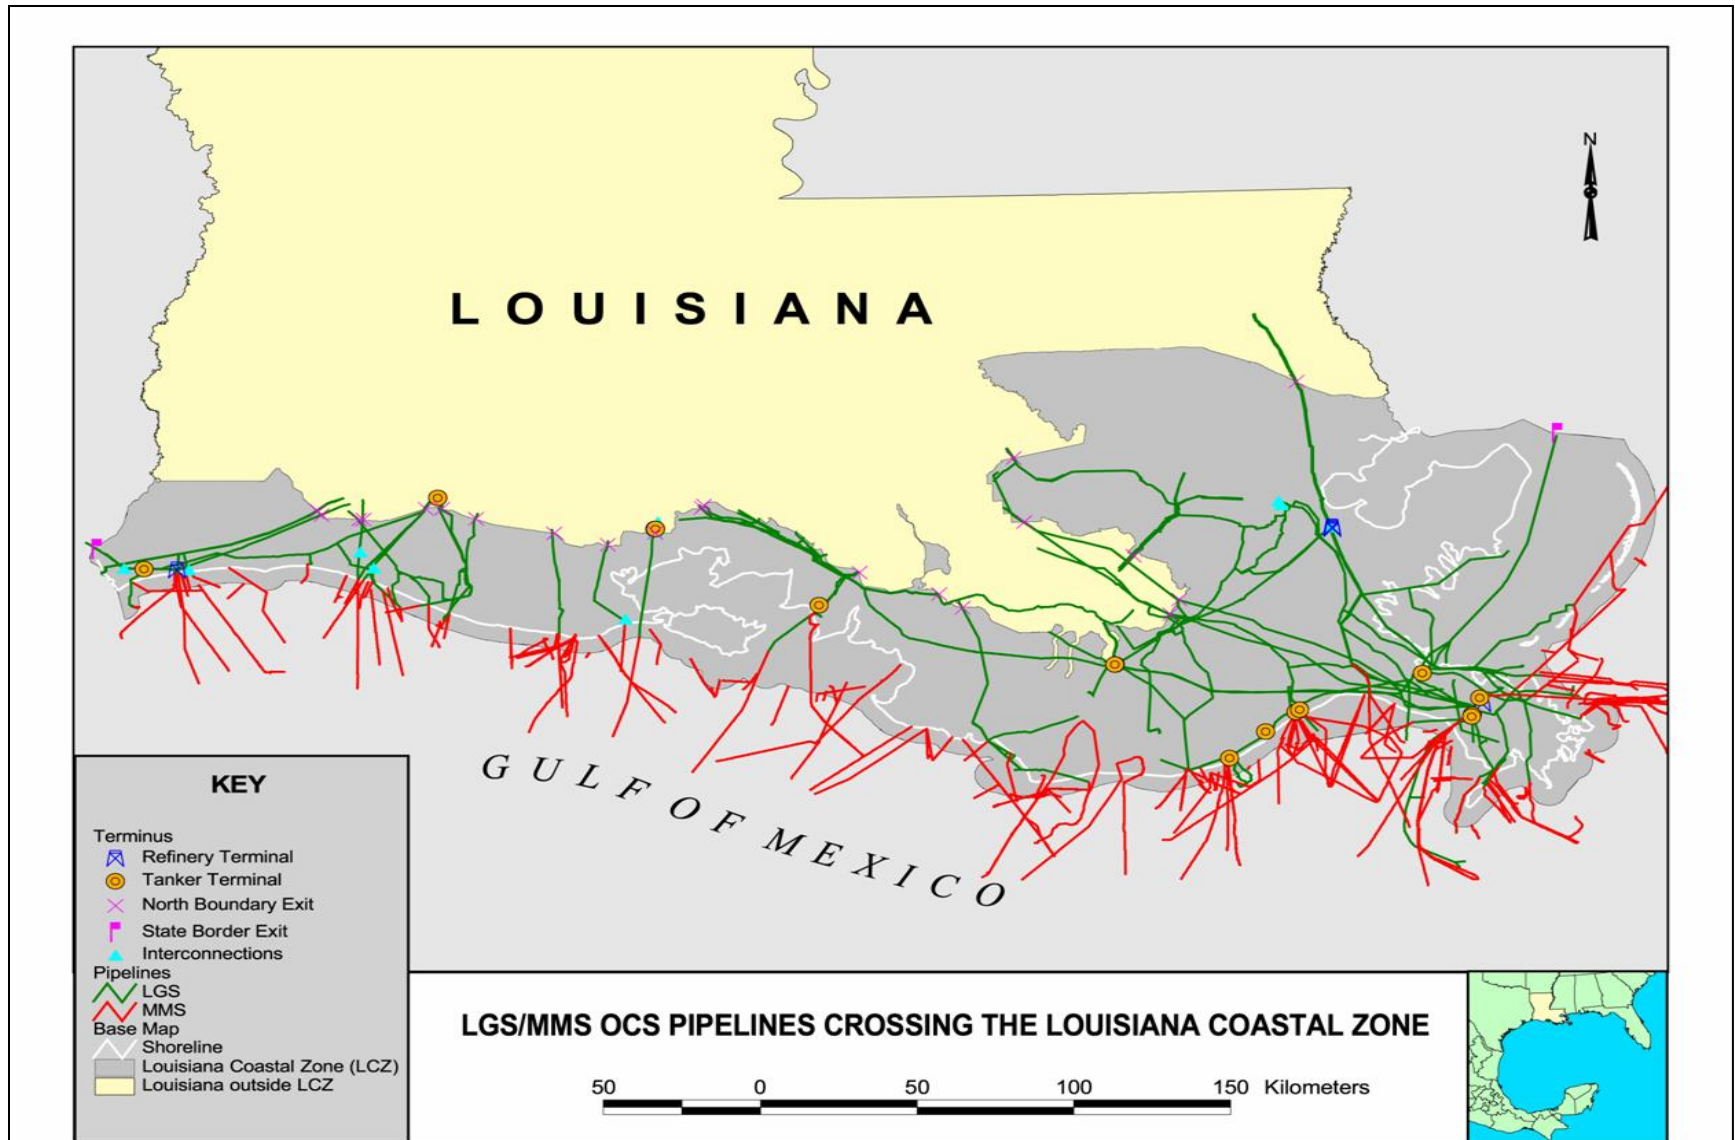 N
LOUISIANA
GULF OF MEXICO
KEY
Terminus
Refinery Terminal
Tanker Terminal
North Boundary Exit
State Border Exit
Interconnections
Pipelines
LGS
MMS
Base Map
Shoreline
Louisiana Coastal Zone (LCZ)
Louisiana outside LCZ
LGS/MMS OCS PIPELINES CROSSING THE LOUISIANA COASTAL ZONE
50 0 50 100 150 Kilometers